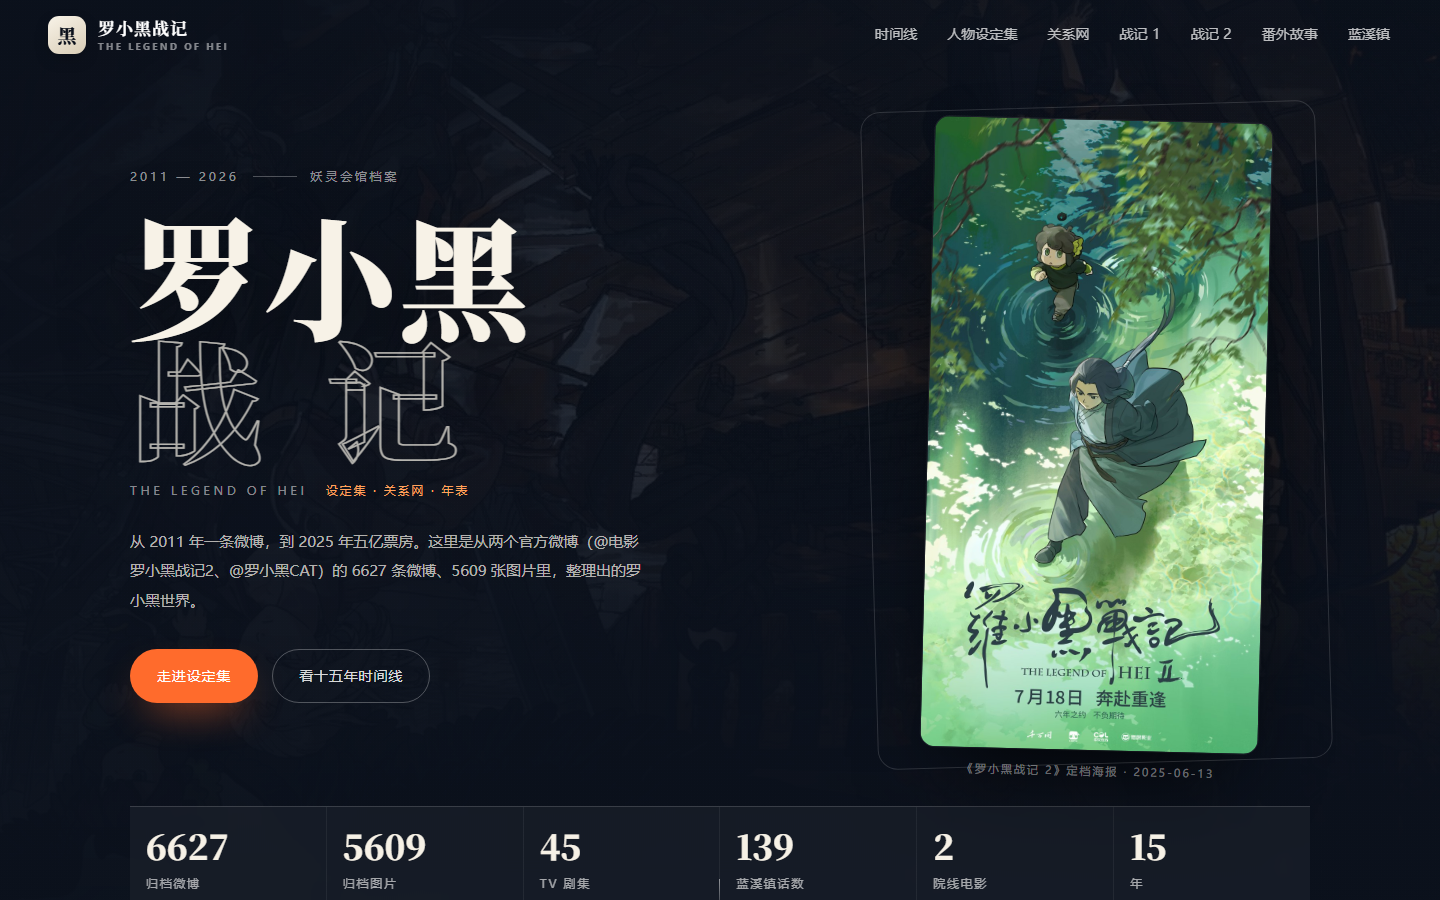 黑
罗小黑战记
THE LEGEND OF HEI
时间线
人物设定集
关系网
战记 1
战记 2
番外故事
蓝溪镇
2011 — 2026
妖灵会馆档案
罗小黑
战记
THE LEGEND OF HEI
设定集 · 关系网 · 年表
从 2011 年一条微博，到 2025 年五亿票房。这里是从两个官方微博（@电影
罗小黑战记2、@罗小黑CAT）的 6627 条微博、5609 张图片里，整理出的罗
小黑世界。
走进设定集
看十五年时间线
羅小黑戰記
THE LEGEND OF HEI II
7月18日 奔赴重逢
六年之约 不负期待
《罗小黑战记 2》定档海报 · 2025-06-13
6627
归档微博
5609
归档图片
45
TV 剧集
139
蓝溪镇话数
2
院线电影
15
年